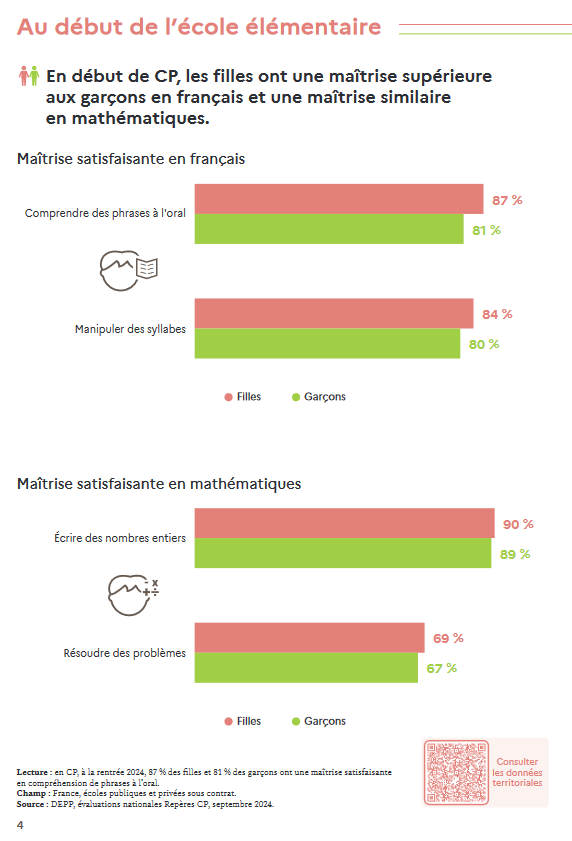 Au début de l’école élémentaire
En début de CP, les filles ont une maîtrise supérieure
aux garçons en français et une maîtrise similaire
en mathématiques.
Maîtrise satisfaisante en français
Comprendre des phrases à l'oral
87 %
81 %
Manipuler des syllabes
84 %
80 %
Filles
Garçons
Maîtrise satisfaisante en mathématiques
Écrire des nombres entiers
90 %
89 %
Résoudre des problèmes
69 %
67 %
Filles
Garçons
Lecture : en CP, à la rentrée 2024, 87 % des filles et 81 % des garçons ont une maîtrise satisfaisante
en compréhension de phrases à l’oral.
Champ : France, écoles publiques et privées sous contrat.
Source : DEPP, évaluations nationales Repères CP, septembre 2024.
Consulter
les données
territoriales
4